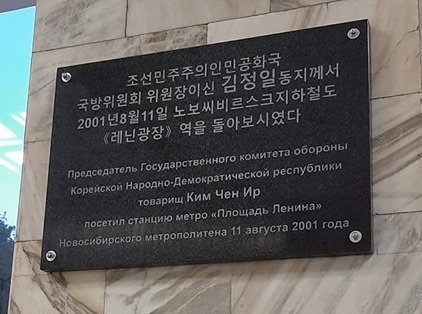 조선민주주의인민공화국
국방위원회 위원장이신 김정일동지께서
2001년8월11일 노보씨비르스크지하철도
《레닌광장》역을 돌아보시였다
Председатель Государственного комитета обороны
Корейской Народно-Демократической республики
товарищ Ким Чен Ир
посетил станцию метро «Площадь Ленина»
Новосибирского метрополитена 11 августа 2001 года